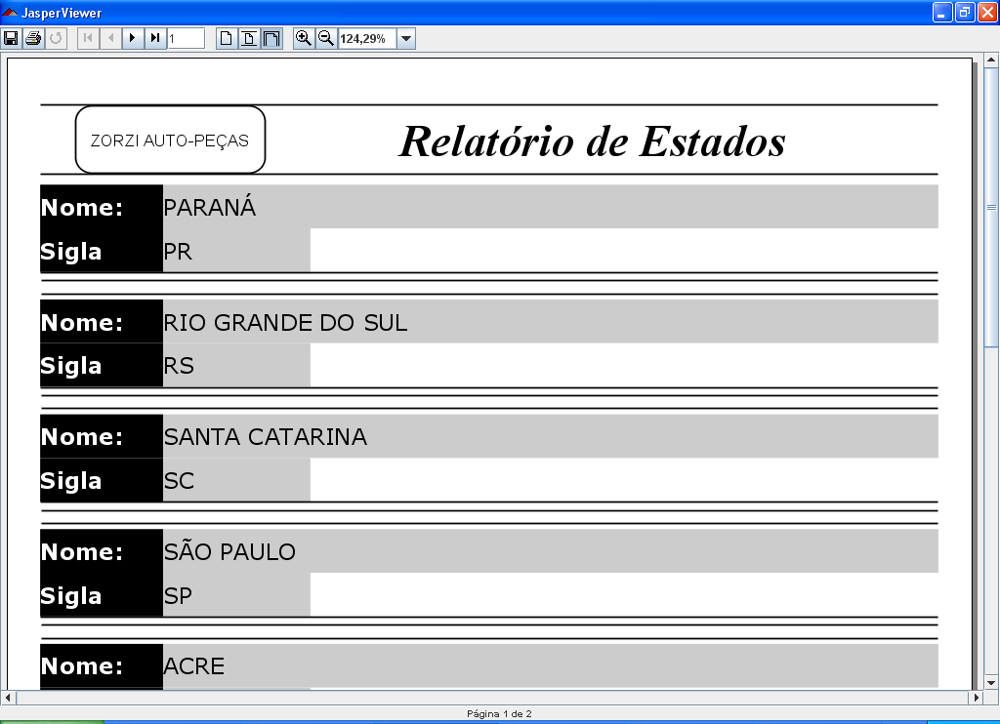 JasperViewer
1
124,29%
ZORZI AUTO-PEÇAS
Relatório de Estados
Nome: PARANÁ
Sigla PR
Nome: RIO GRANDE DO SUL
Sigla RS
Nome: SANTA CATARINA
Sigla SC
Nome: SÃO PAULO
Sigla SP
Nome: ACRE
Página 1 de 2